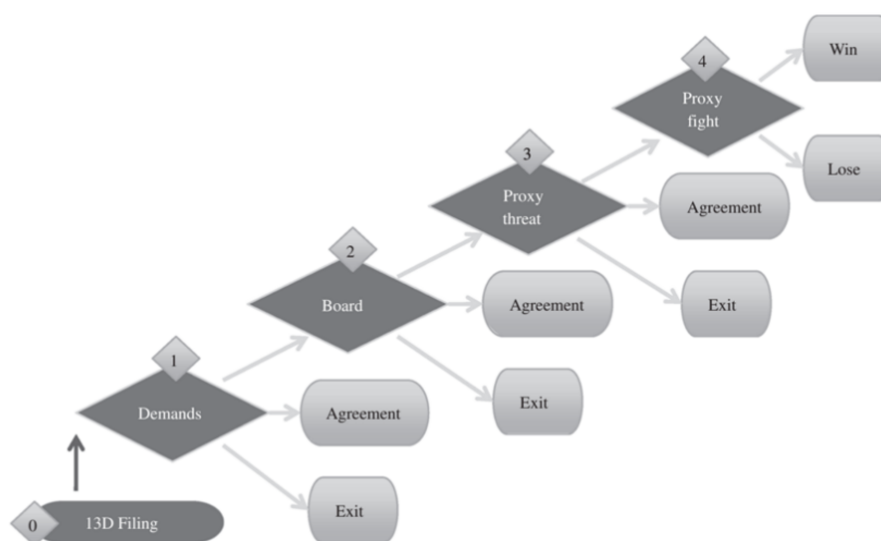 4
Proxy
fight
Win
Lose
3
Proxy
threat
Agreement
Exit
2
Board
Agreement
Exit
1
Demands
Agreement
Exit
0
13D Filing